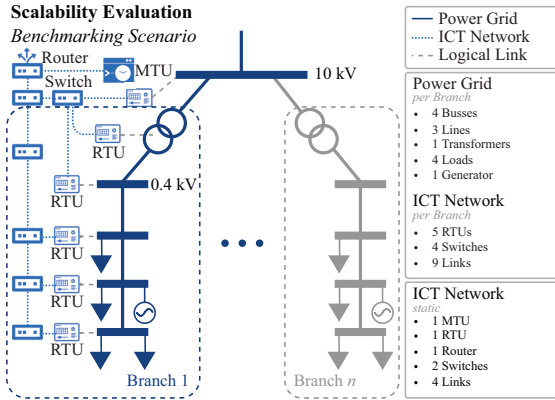 Scalability Evaluation
Benchmarking Scenario
Router
Switch
MTU
10 kV
RTU
RTU
0.4 kV
RTU
RTU
RTU
Branch 1
Branch n
Power Grid
ICT Network
Logical Link
Power Grid
per Branch
• 4 Busses
• 3 Lines
• 1 Transformers
• 4 Loads
• 1 Generator
ICT Network
per Branch
• 5 RTUs
• 4 Switches
• 9 Links
ICT Network
static
• 1 MTU
• 1 RTU
• 1 Router
• 2 Switches
• 4 Links